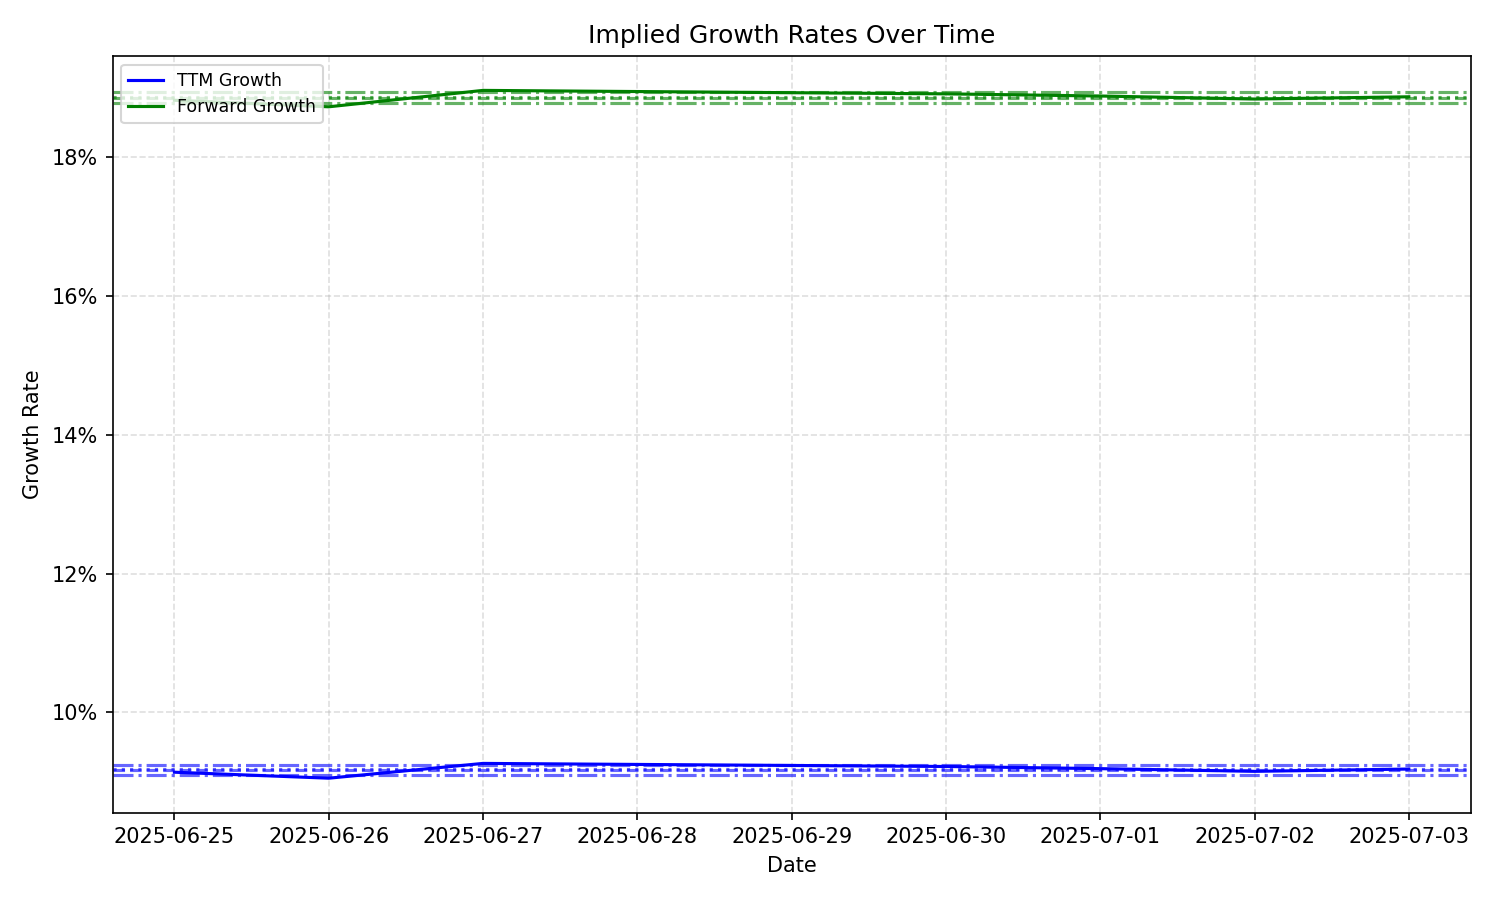 Implied Growth Rates Over Time
TTM Growth
Forward Growth
18%
16%
14%
12%
10%
Growth Rate
2025-06-25 2025-06-26 2025-06-27 2025-06-28 2025-06-29 2025-06-30 2025-07-01 2025-07-02 2025-07-03
Date